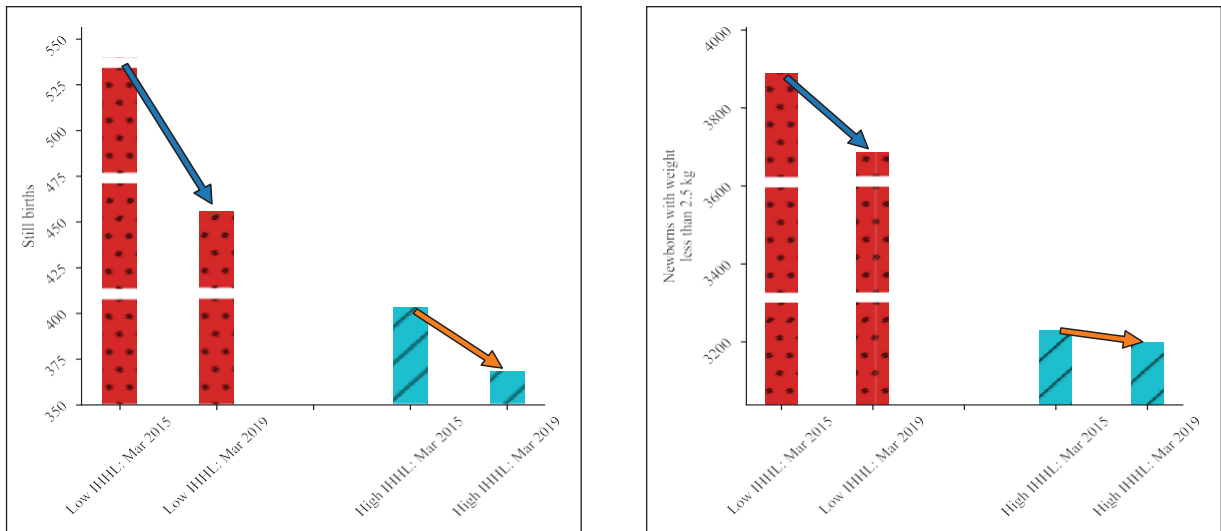 Still births
550
525
500
475
450
425
400
375
350
Low IHHL: Mar 2015
Low IHHL: Mar 2019
High IHHL: Mar 2015
High IHHL: Mar 2019
Newborns with weight
less than 2.5 kg
4000
3800
3600
3400
3200
Low IHHL: Mar 2015
Low IHHL: Mar 2019
High IHHL: Mar 2015
High IHHL: Mar 2019